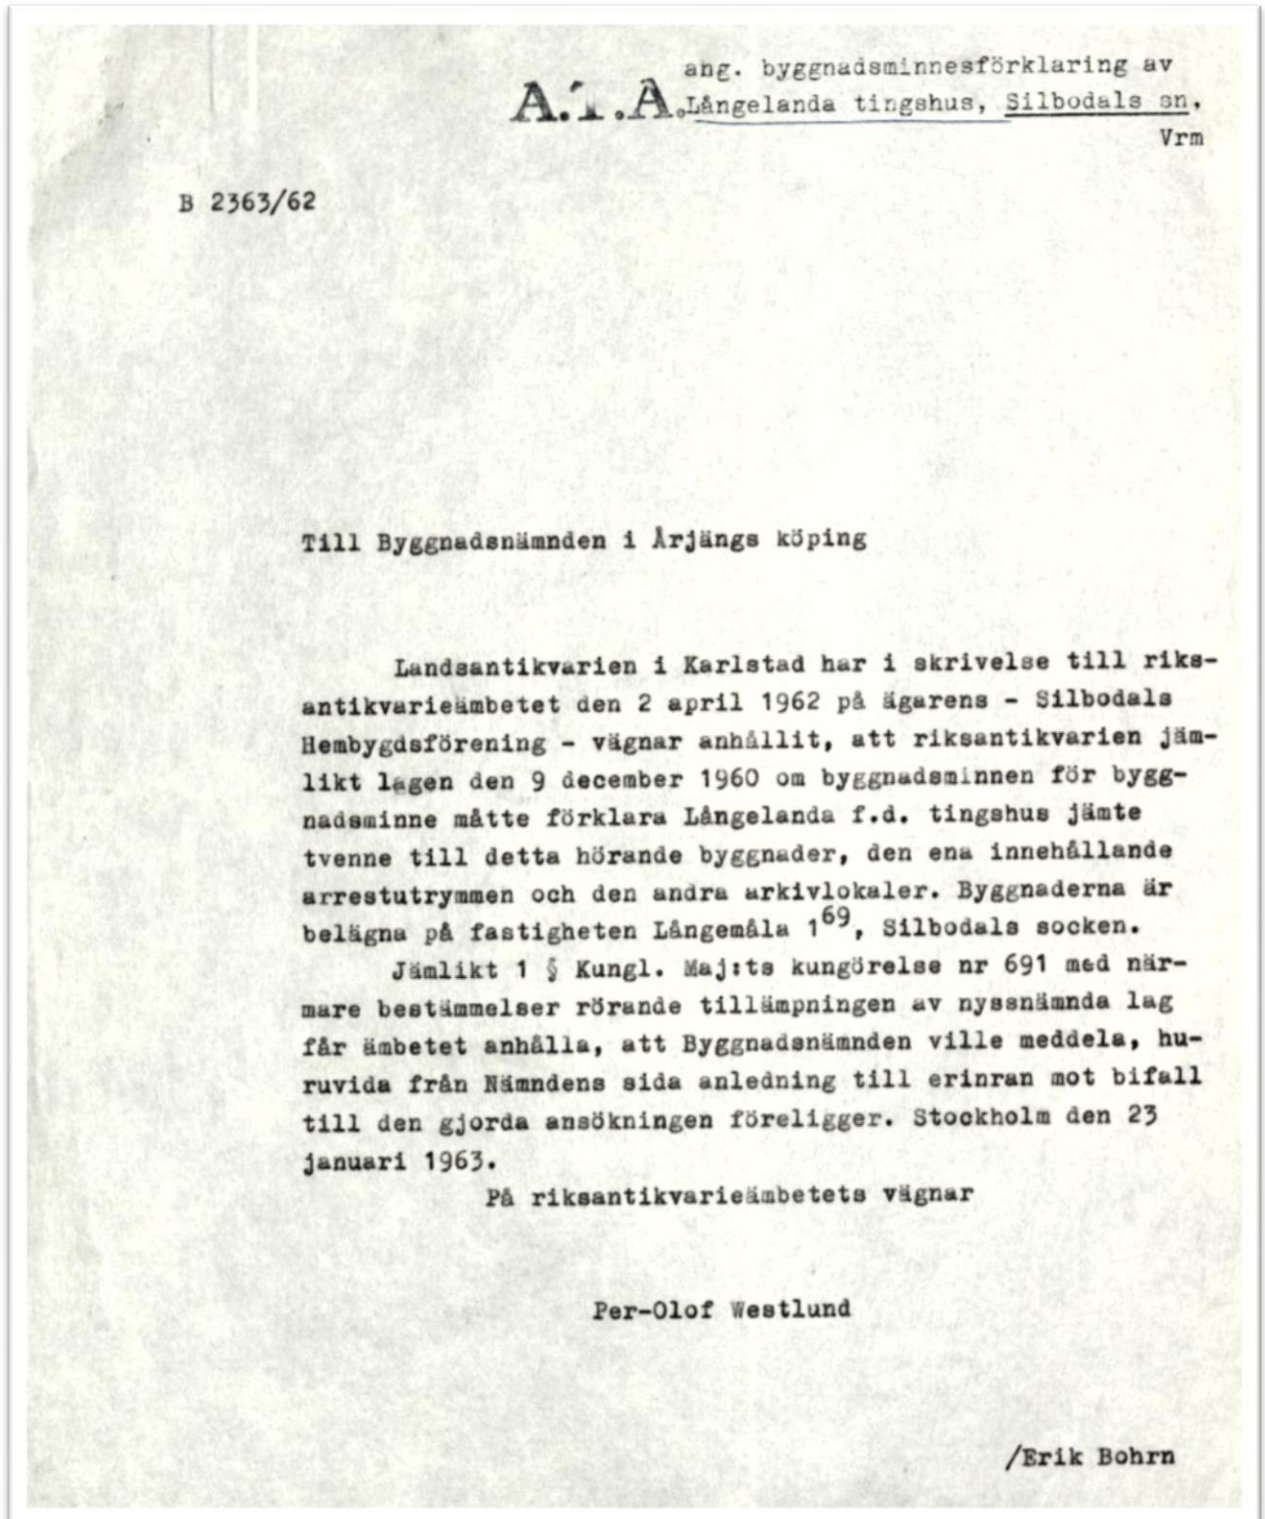 ang. byggnadsminnesförklaring av
A.T.A. Långelanda tingshus, Silbodals sn,
Vrm
B 2363/62
Till Byggnadsnämnden i Årjängs köping
Landsantikvarien i Karlstad har i skrivelse till riks-
antikvarieämbetet den 2 april 1962 på ägarens - Silbodals
Hembygdsförening - vägnar anhållit, att riksantikvarien jäm-
likt lagen den 9 december 1960 om byggnadsminnen för bygg-
nadsminne måtte förklara Långelanda f.d. tingshus jämte
tvenne till detta hörande byggnader, den ena innehållande
arrestutrymmen och den andra arkivlokaler. Byggnaderna är
belägna på fastigheten Långemåla 1⁶⁹, Silbodals socken.
Jämlikt 1 § Kungl. Maj:ts kungörelse nr 691 med när-
mare bestämmelser rörande tillämpningen av nyssnämnda lag
får ämbetet anhålla, att Byggnadsnämnden ville meddela, hu-
ruvida från Nämndens sida anledning till erinran mot bifall
till den gjorda ansökningen föreligger. Stockholm den 23
januari 1963.
På riksantikvarieämbetets vägnar
Per-Olof Westlund
/Erik Bohrn